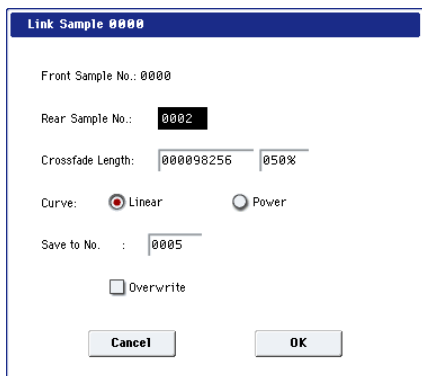 Link Sample 0000
Front Sample No.: 0000
Rear Sample No.: 0002
Crossfade Length: 000098256 050%
Curve: Linear Power
Save to No. : 0005
Overwrite
Cancel OK